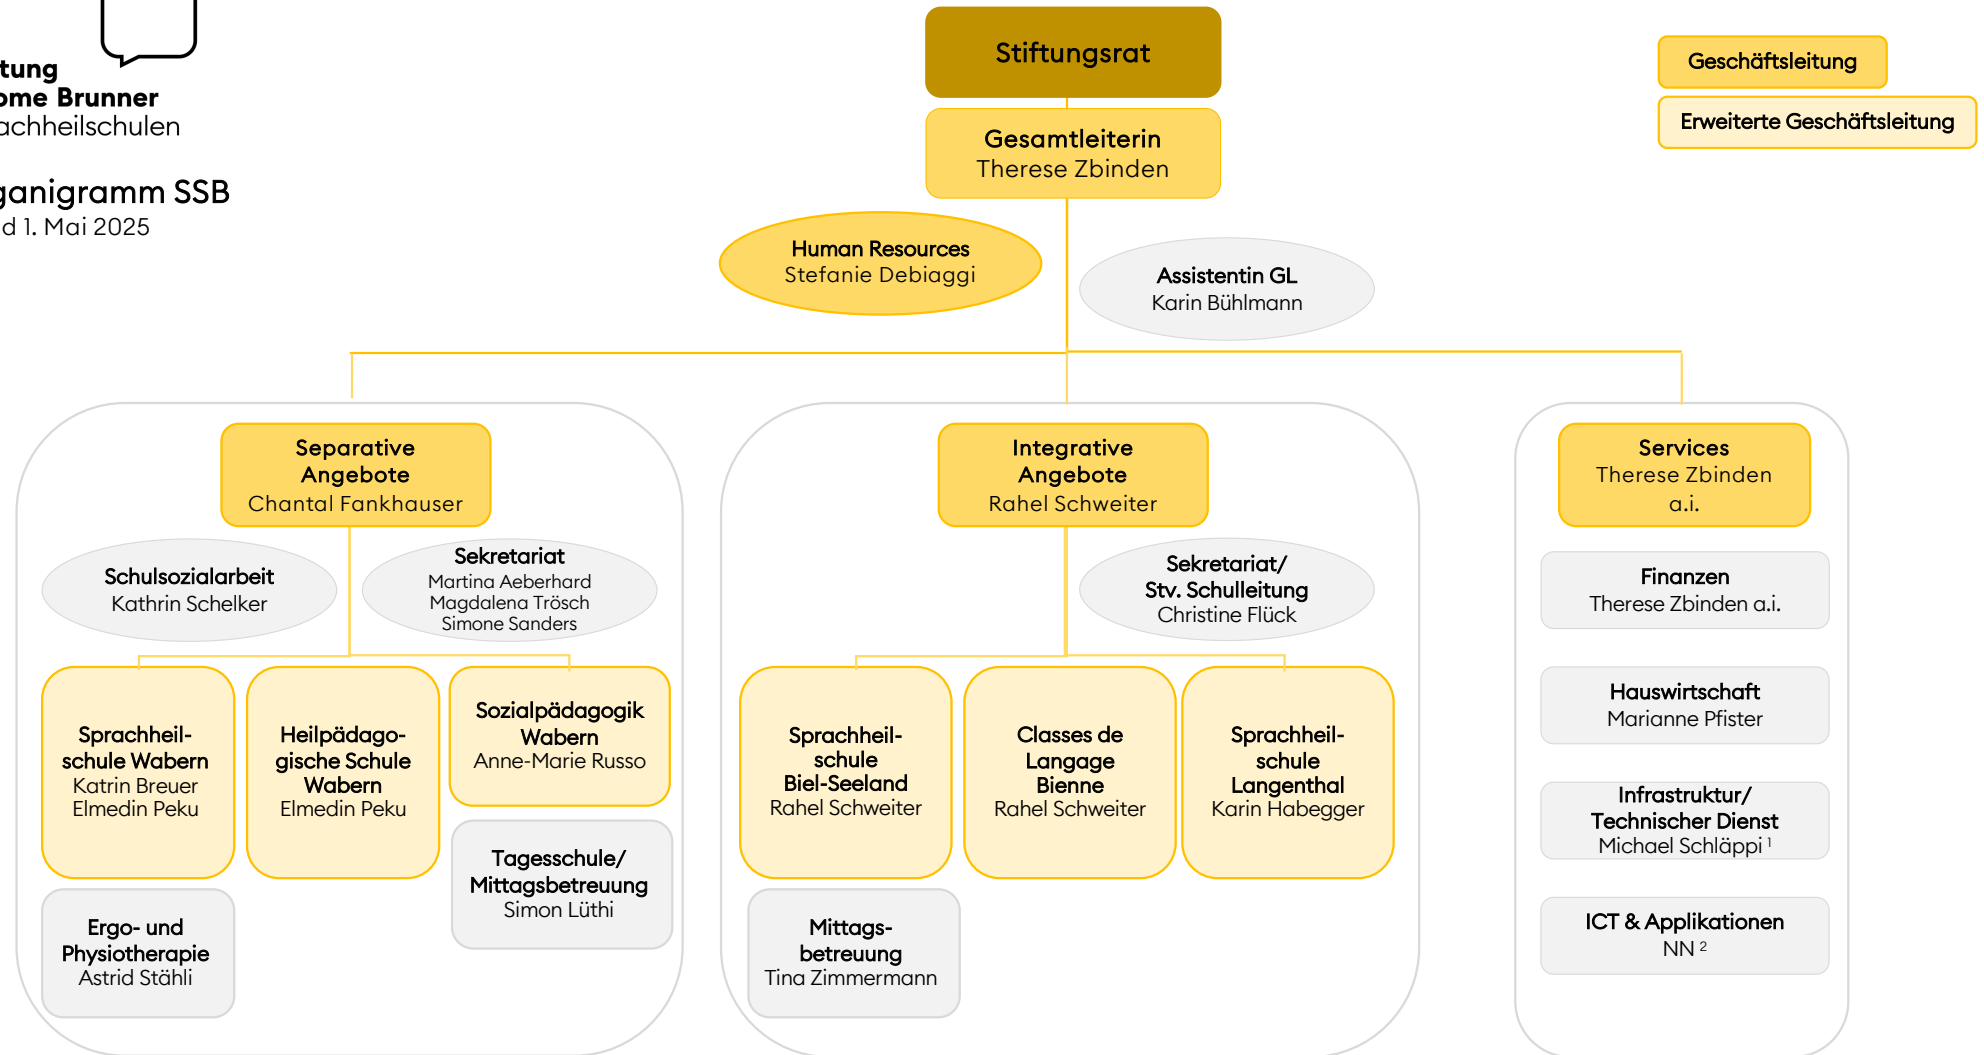 tung
ome Brunner
achheilschulen
ganigramm SSB
d 1. Mai 2025
Stiftungsrat
Gesamtleiterin
Therese Zbinden
Geschäftsleitung
Erweiterte Geschäftsleitung
Human Resources
Stefanie Debiaggi
Assistentin GL
Karin Bühlmann
Separative
Angebote
Chantal Fankhauser
Schulsozialarbeit
Kathrin Schelker
Sekretariat
Martina Aeberhard
Magdalena Trösch
Simone Sanders
Sprachheil-
schule Wabern
Katrin Breuer
Elmedin Peku
Heilpädago-
gische Schule
Wabern
Elmedin Peku
Sozialpädagogik
Wabern
Anne-Marie Russo
Tagesschule/
Mittagsbetreuung
Simon Lüthi
Ergo- und
Physiotherapie
Astrid Stähli
Integrative
Angebote
Rahel Schweiter
Sekretariat/
Stv. Schulleitung
Christine Flück
Sprachheil-
schule
Biel-Seeland
Rahel Schweiter
Classes de
Langage
Bienne
Rahel Schweiter
Sprachheil-
schule
Langenthal
Karin Habegger
Mittags-
betreuung
Tina Zimmermann
Services
Therese Zbinden
a.i.
Finanzen
Therese Zbinden a.i.
Hauswirtschaft
Marianne Pfister
Infrastruktur/
Technischer Dienst
Michael Schläppi ¹
ICT & Applikationen
NN ²